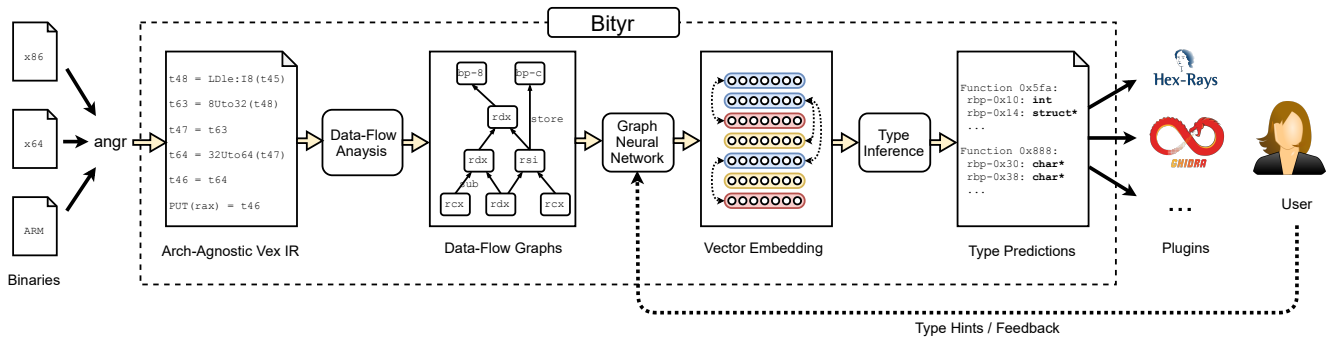 Bityr
x86
x64
ARM
Binaries
angr
t48 = LDle:I8(t45)
t63 = 8Uto32(t48)
t47 = t63
t64 = 32Uto64(t47)
t46 = t64
PUT(rax) = t46
Arch-Agnostic Vex IR
Data-Flow
Anaysis
bp-8
bp-c
rdx
store
rdx
rsi
sub
rcx
rdx
rcx
Data-Flow Graphs
Graph
Neural
Network
Vector Embedding
Type
Inference
Function 0x5fa:
rbp-0x10: int
rbp-0x14: struct*
...
Function 0x888:
rbp-0x30: char*
rbp-0x38: char*
...
Type Predictions
Hex-Rays
GHIDRA
...
Plugins
User
Type Hints / Feedback